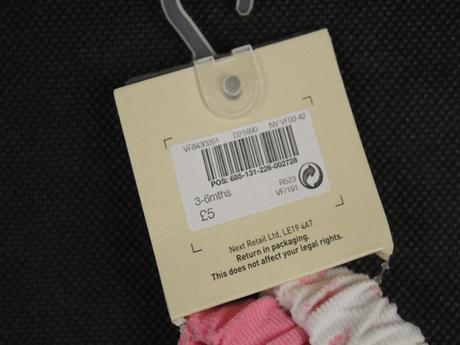 VF8430261 D21690 NV VF03 42
POS: 685-131-226-002728
3-6mths R523
£5 VF/191
Next Retail Ltd, LE19 4AT
Return in packaging.
This does not affect your legal rights.